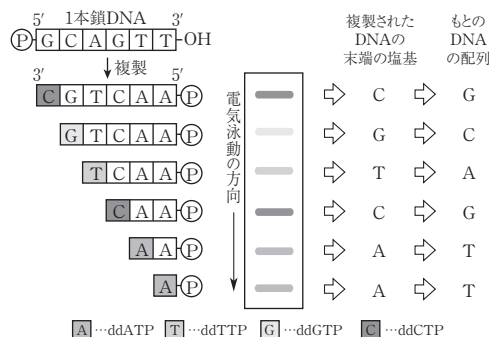 5′ 1本鎖DNA 3′
P G C A G T T OH
複製
3′ 5′
C G T C A A P
G T C A A P
T C A A P
C A A P
A A P
A P
電気泳動の方向
複製された
DNAの
末端の塩基
もとの
DNA
の配列
C G
G C
T A
C G
A T
A T
A …ddATP T …ddTTP G …ddGTP C …ddCTP